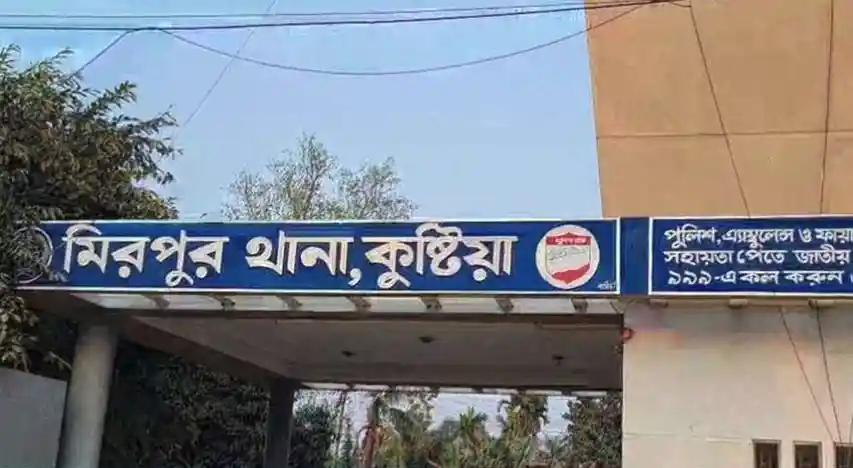 মিরপুর থানা, কুষ্টিয়া
পুলিশ, এ্যাম্বুলেন্স ও ফায়া
সহায়তা পেতে জাতীয়
৯৯৯-এ কল করুন।